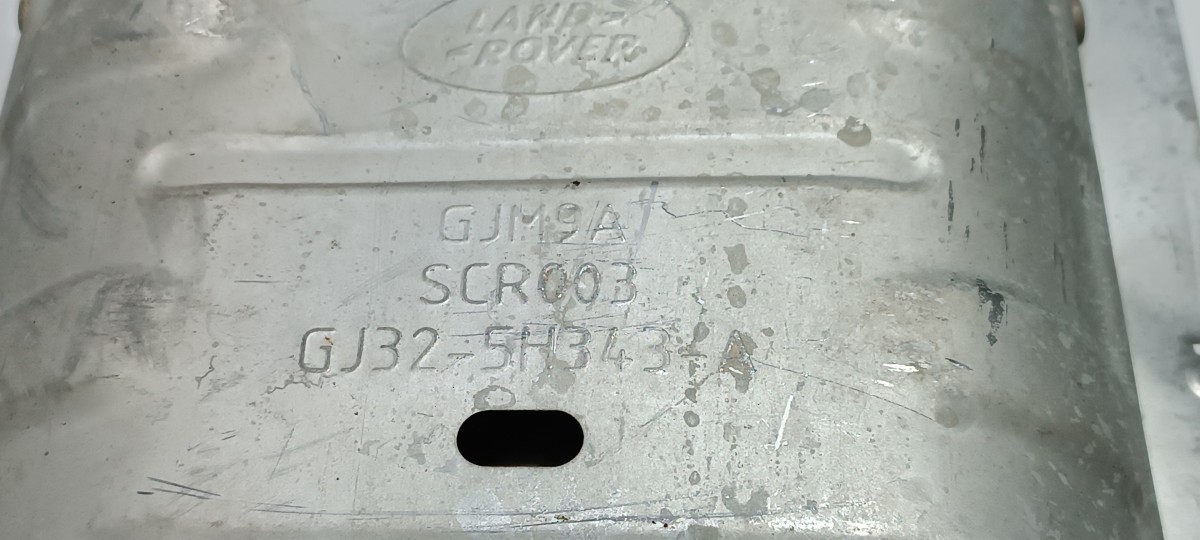 LAND-
-ROVER
GJM9A
SCR003
GJ32-5H343-A